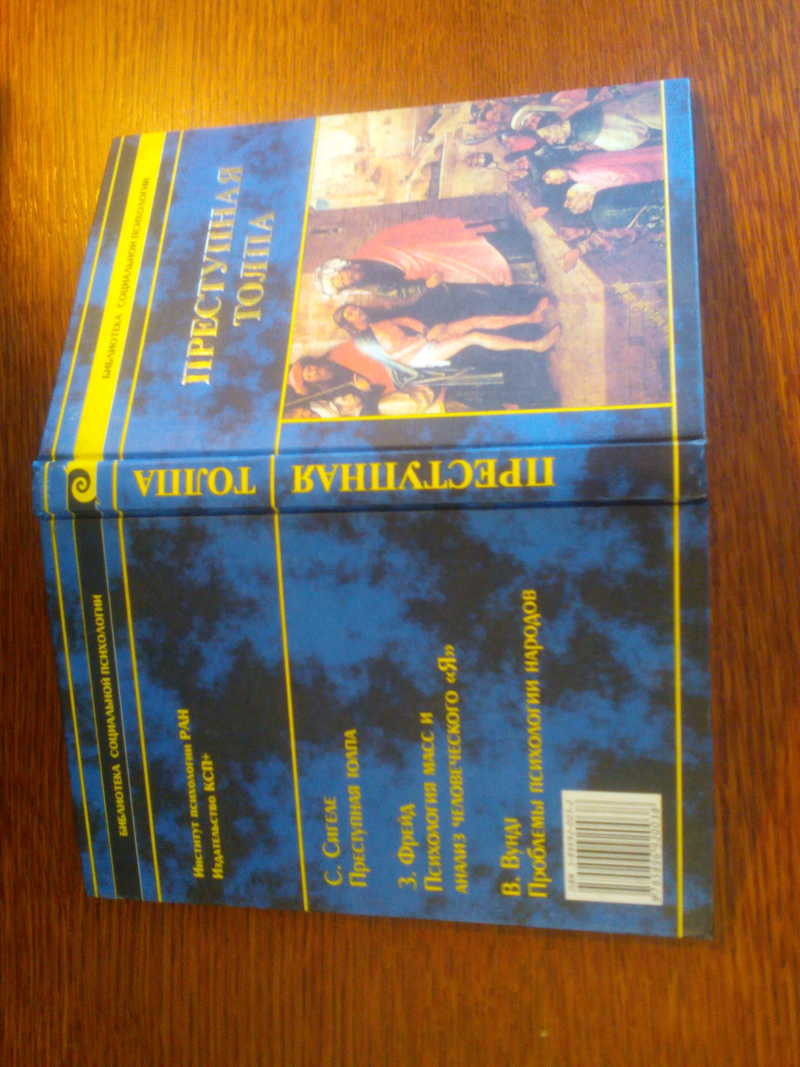 БИБЛИОТЕКА СОЦИАЛЬНОЙ ПСИХОЛОГИИ
ПРЕСТУПНАЯ
ТОЛПА
ПРЕСТУПНАЯ
ТОЛПА
БИБЛИОТЕКА СОЦИАЛЬНОЙ ПСИХОЛОГИИ
Институт психологии РАН
Издательство КСП+
С. Сигеле
Преступная толпа
З. Фрейд
Психология масс и
анализ человеческого «Я»
В. Вундт
Проблемы психологии народов